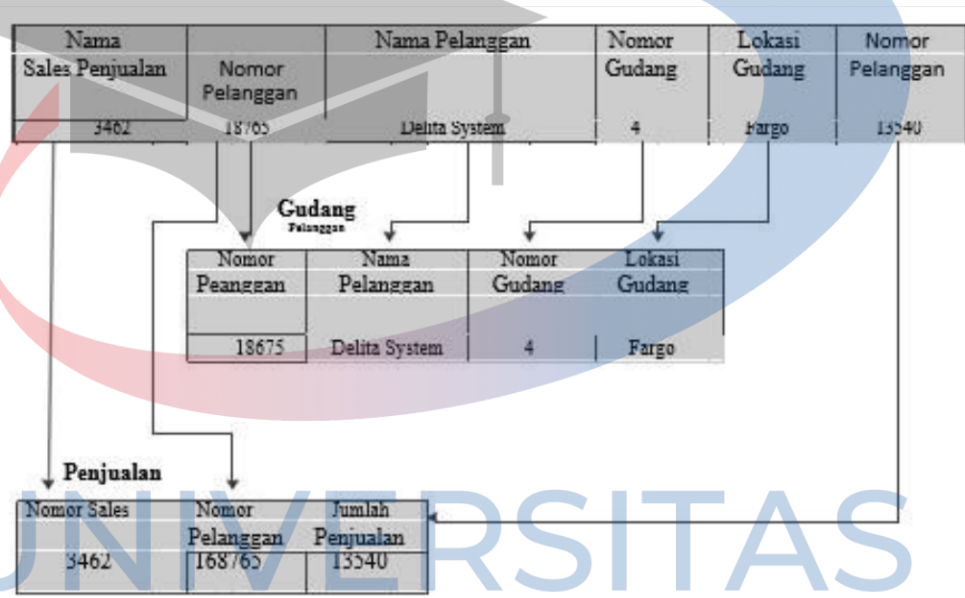 Nama Sales Penjualan
Nomor Pelanggan
Nama Pelanggan
Nomor Gudang
Lokasi Gudang
Nomor Pelanggan
3462 18765 Delita System 4 Fargo 13540
Gudang
Pelanggan
Nomor Peanggan
Nama Pelanggan
Nomor Gudang
Lokasi Gudang
18675 Delita System 4 Fargo
Penjualan
Nomor Sales
Nomor Pelanggan
Jumlah Penjualan
3462 168765 13540
UNIVERSITAS